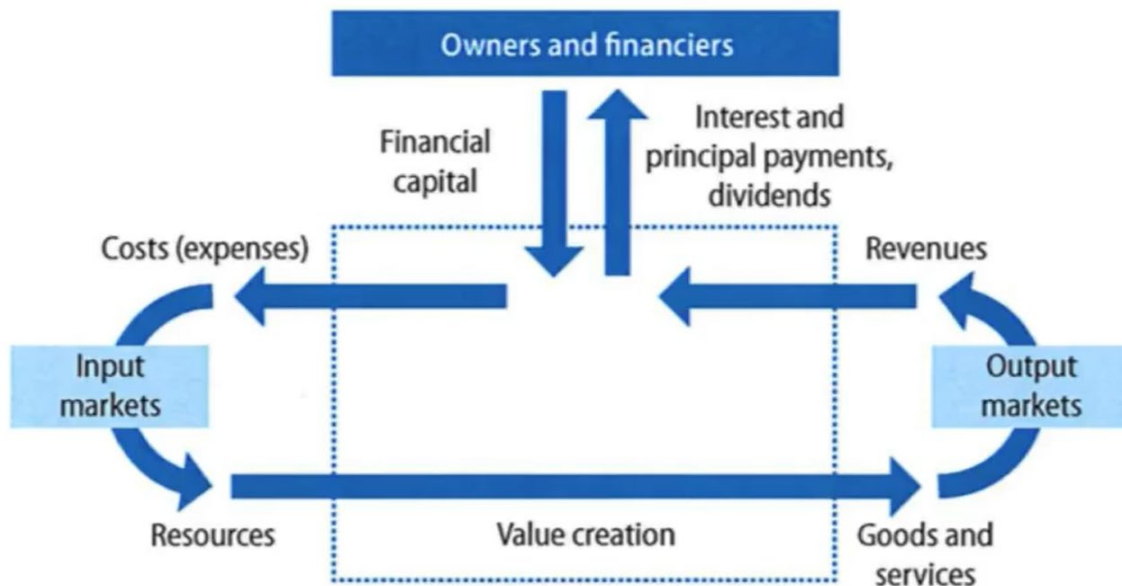 Owners and financiers
Financial
capital
Interest and
principal payments,
dividends
Costs (expenses)
Revenues
Input
markets
Output
markets
Resources
Value creation
Goods and
services